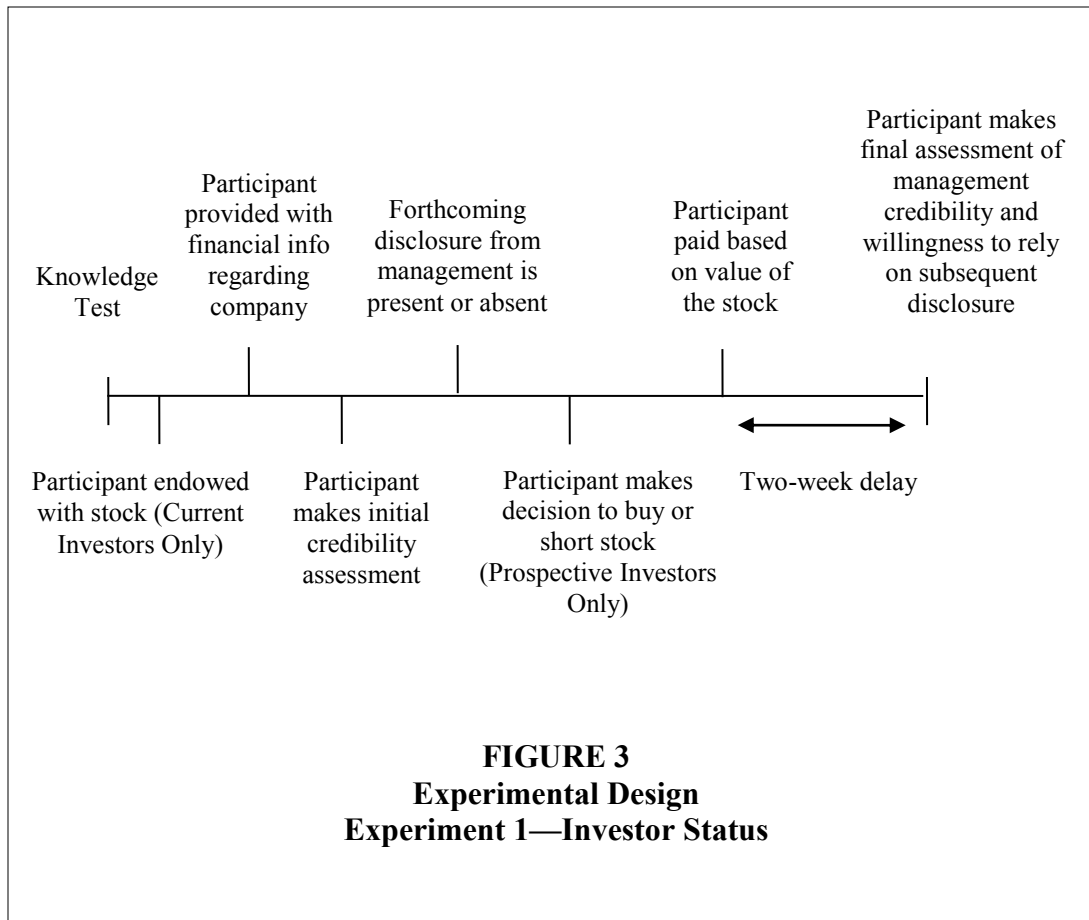 Knowledge
Test
Participant
provided with
financial info
regarding
company
Forthcoming
disclosure from
management is
present or absent
Participant
paid based
on value of
the stock
Participant makes
final assessment of
management
credibility and
willingness to rely
on subsequent
disclosure
Participant endowed
with stock (Current
Investors Only)
Participant
makes initial
credibility
assessment
Participant makes
decision to buy or
short stock
(Prospective Investors
Only)
Two-week delay
FIGURE 3
Experimental Design
Experiment 1—Investor Status